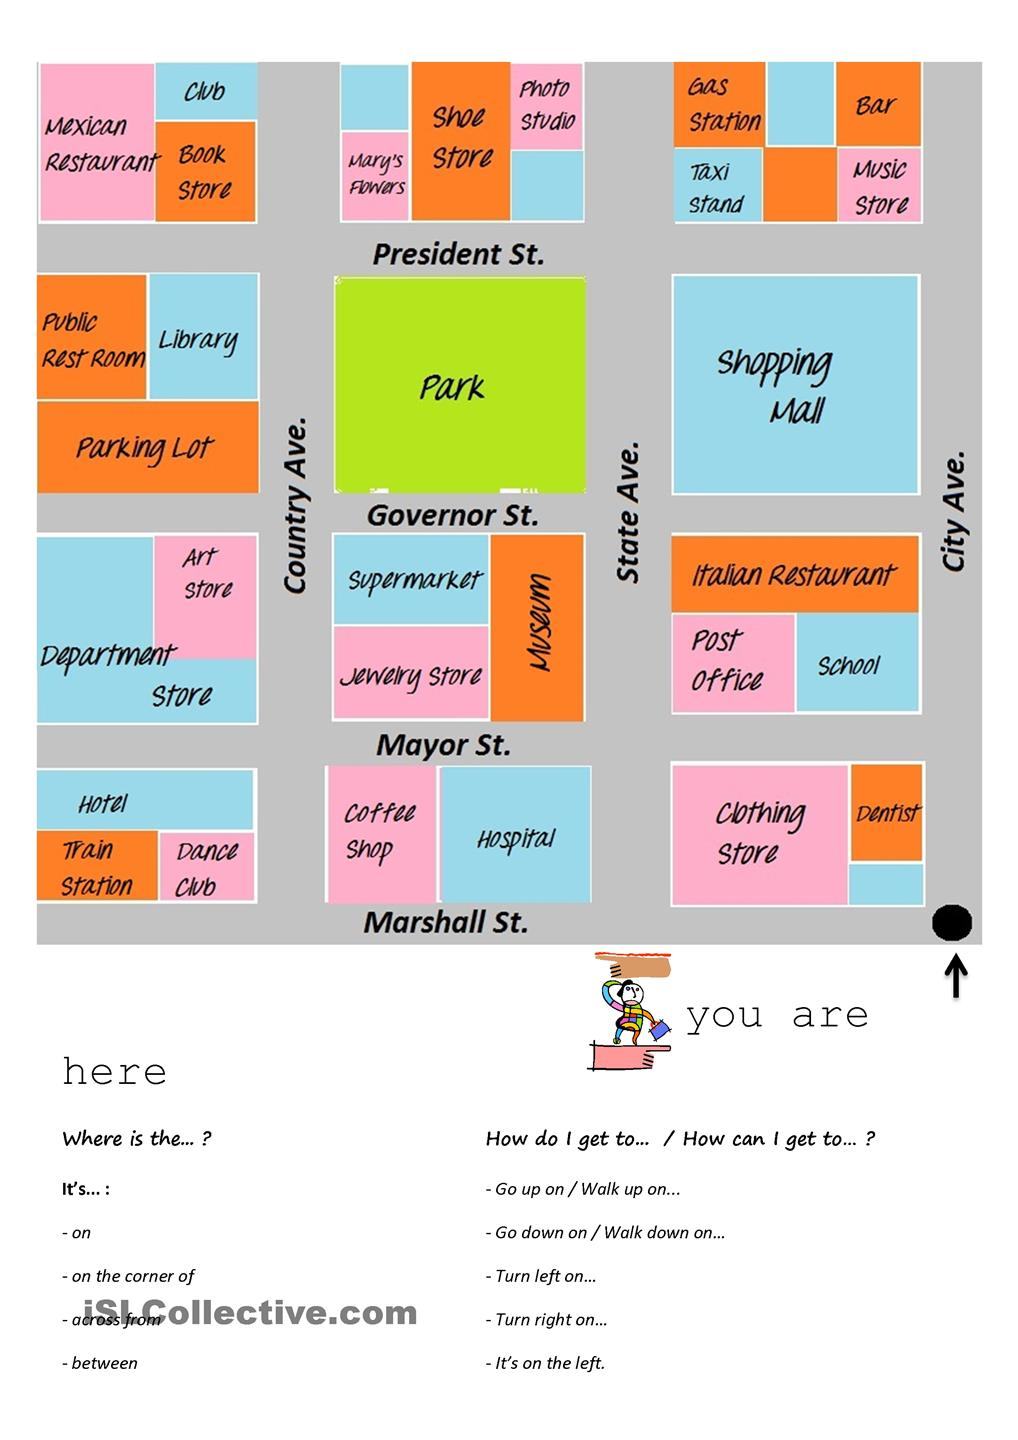 Mexican
Restaurant
Club
Book
Store
Mary's
Flowers
Shoe
Store
Photo
Studio
Gas
Station
Bar
Taxi
Stand
Music
Store
President St.
Public
Rest Room
Library
Parking Lot
Park
Shopping
Mall
Country Ave.
State Ave.
City Ave.
Governor St.
Art
Store
Department
Store
Supermarket
Jewelry Store
Museum
Italian Restaurant
Post
Office
School
Mayor St.
Hotel
Train
Station
Dance
Club
Coffee
Shop
Hospital
Clothing
Store
Dentist
Marshall St.
you are
here
Where is the... ?
It's... :
- on
- on the corner of
- across from
- between
How do I get to... / How can I get to... ?
- Go up on / Walk up on...
- Go down on / Walk down on...
- Turn left on...
- Turn right on...
- It's on the left.
iSLCollective.com